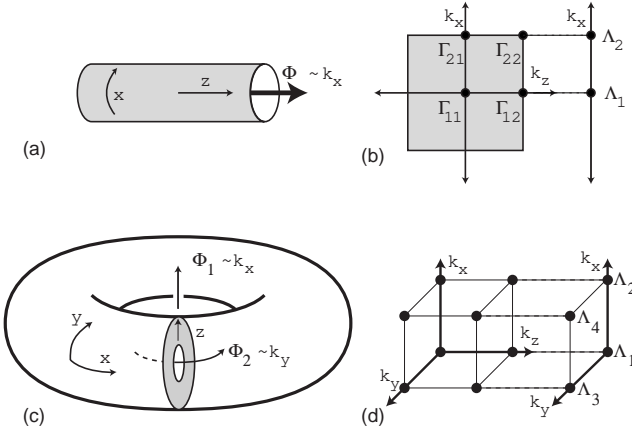 x
z
Φ ~k_x
(a)
k_x
k_x
Γ_21
Γ_22
Λ_2
k_z
Γ_11
Γ_12
Λ_1
(b)
Φ_1 ~k_x
y
x
z
Φ_2 ~k_y
(c)
k_x
k_x
Λ_2
Λ_4
k_z
Λ_1
k_y
Λ_3
k_y
(d)